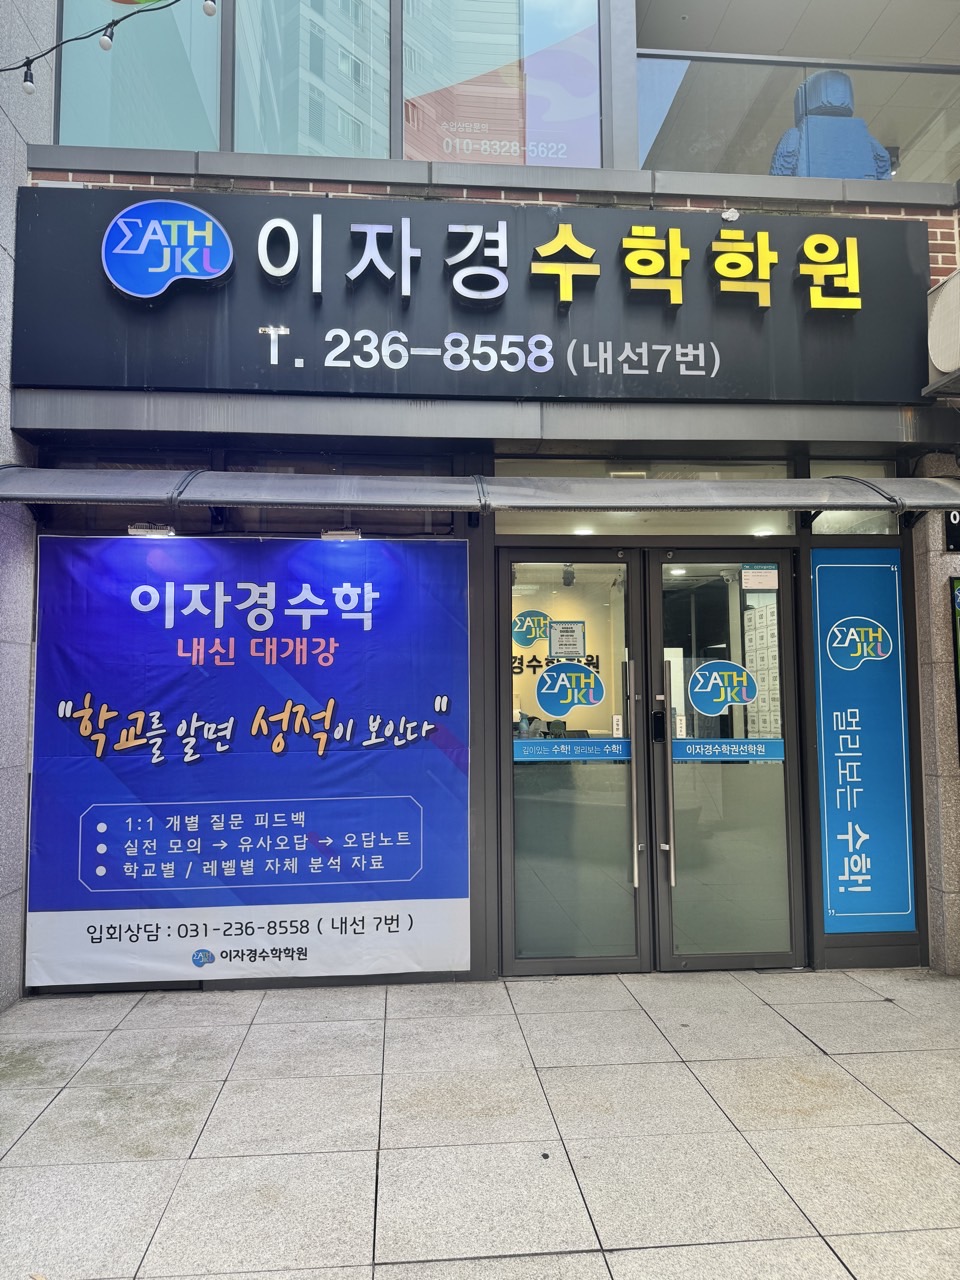 수입상담문의
010-8328-5622
ΣATH
JKL
이자경수학학원
T. 236-8558 (내선7번)
이자경수학
내신 대개강
"학교를 알면 성적이 보인다"
• 1:1 개별 질문 피드백
• 실전 모의 → 유사오답 → 오답노트
• 학교별 / 레벨별 자체 분석 자료
입회상담 : 031-236-8558 ( 내선 7번 )
ΣATH
JKL
이자경수학학원
ΣATH
JK
경수학학원
ΣATH
JKL
깊이있는 수학! 멀리보는 수학!
ΣATH
JKL
이자경수학권선학원
ΣATH
JKL
"멀리보는 수학!"